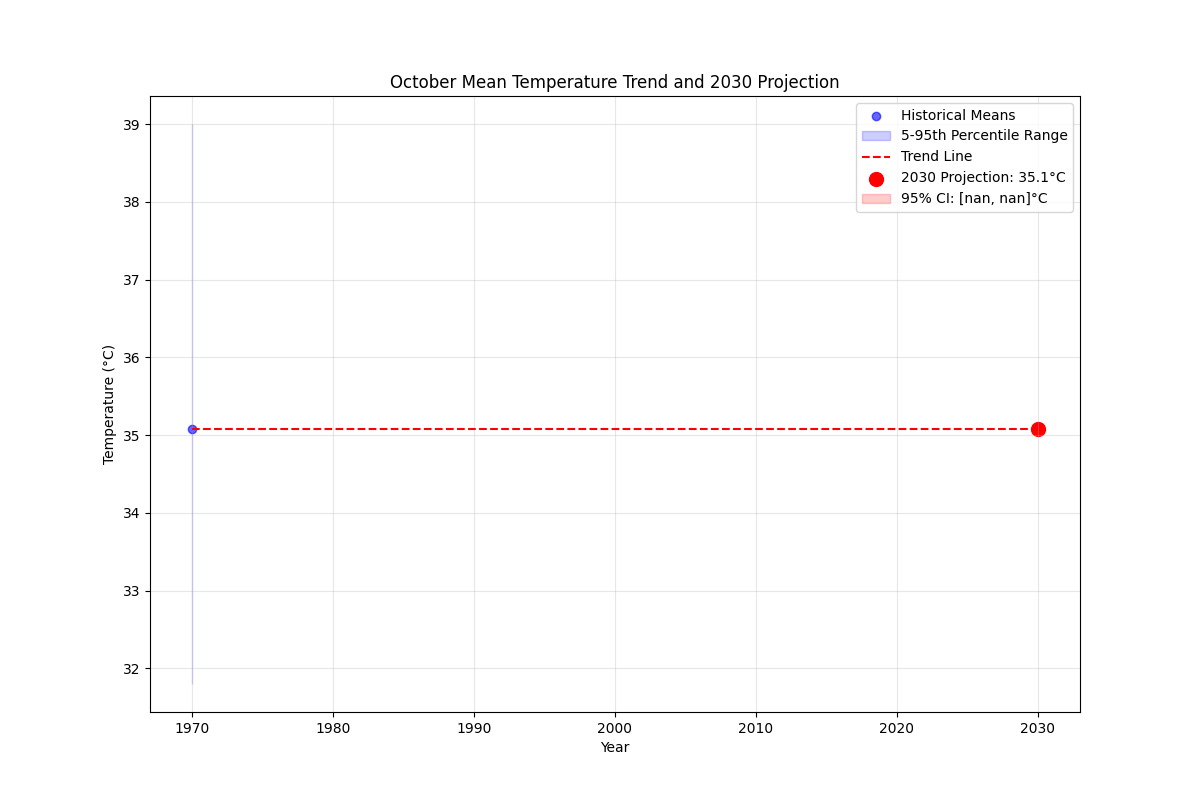 October Mean Temperature Trend and 2030 Projection
Historical Means
5-95th Percentile Range
Trend Line
2030 Projection: 35.1°C
95% CI: [nan, nan]°C
39
38
37
36
35
34
33
32
Temperature (°C)
1970 1980 1990 2000 2010 2020 2030
Year